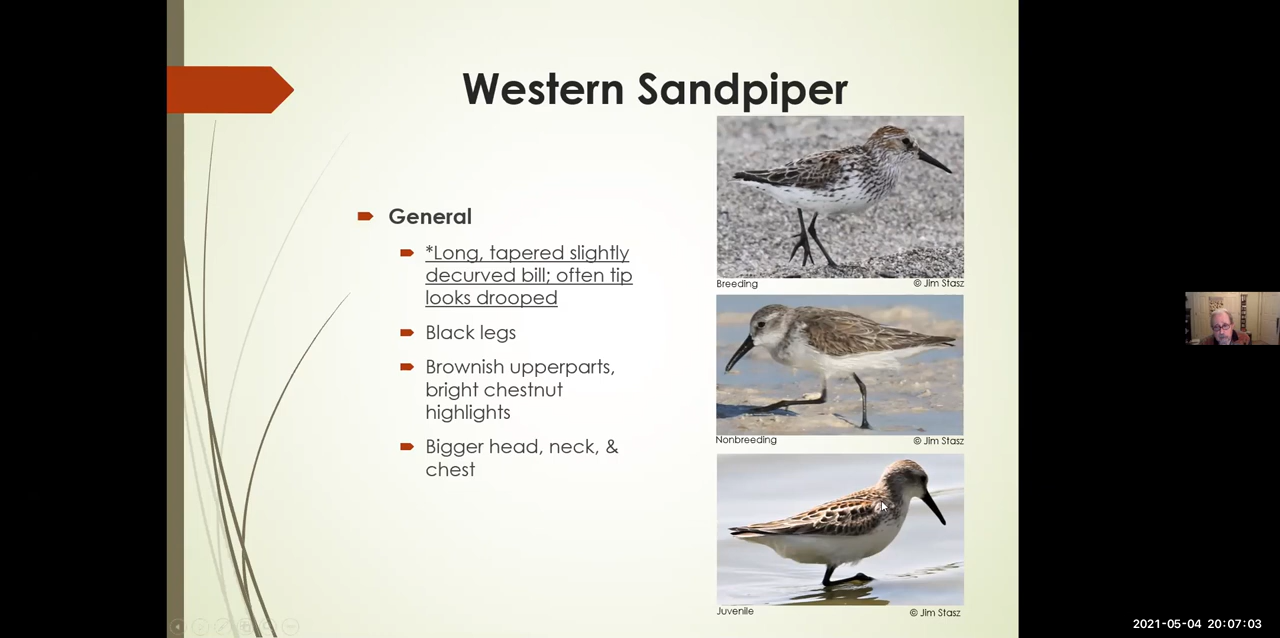 Western Sandpiper
General
*Long, tapered slightly
decurved bill; often tip
looks drooped
Black legs
Brownish upperparts,
bright chestnut
highlights
Bigger head, neck, &
chest
Breeding
© Jim Stasz
Nonbreeding
© Jim Stasz
Juvenile
© Jim Stasz
2021-05-04 20:07:03